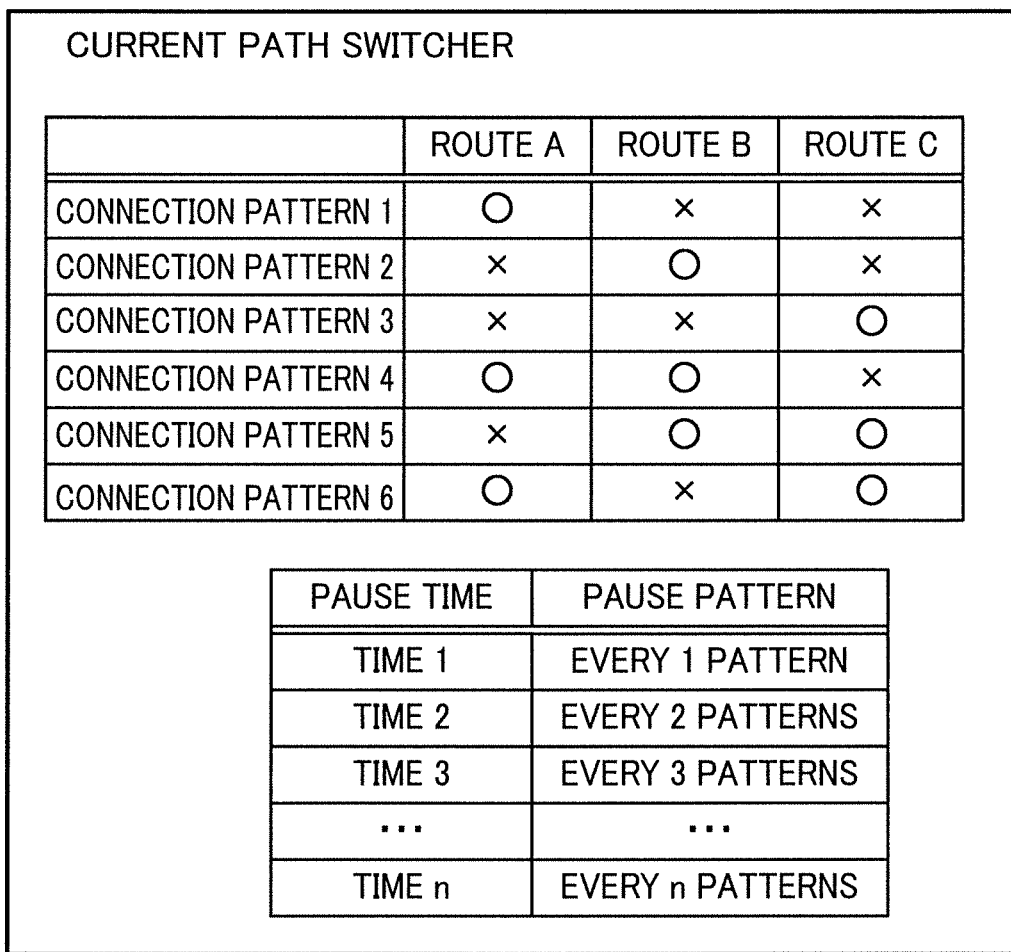 CURRENT PATH SWITCHER
ROUTE A ROUTE B ROUTE C
CONNECTION PATTERN 1 ○ × ×
CONNECTION PATTERN 2 × ○ ×
CONNECTION PATTERN 3 × × ○
CONNECTION PATTERN 4 ○ ○ ×
CONNECTION PATTERN 5 × ○ ○
CONNECTION PATTERN 6 ○ × ○
PAUSE TIME PAUSE PATTERN
TIME 1 EVERY 1 PATTERN
TIME 2 EVERY 2 PATTERNS
TIME 3 EVERY 3 PATTERNS
... ...
TIME n EVERY n PATTERNS